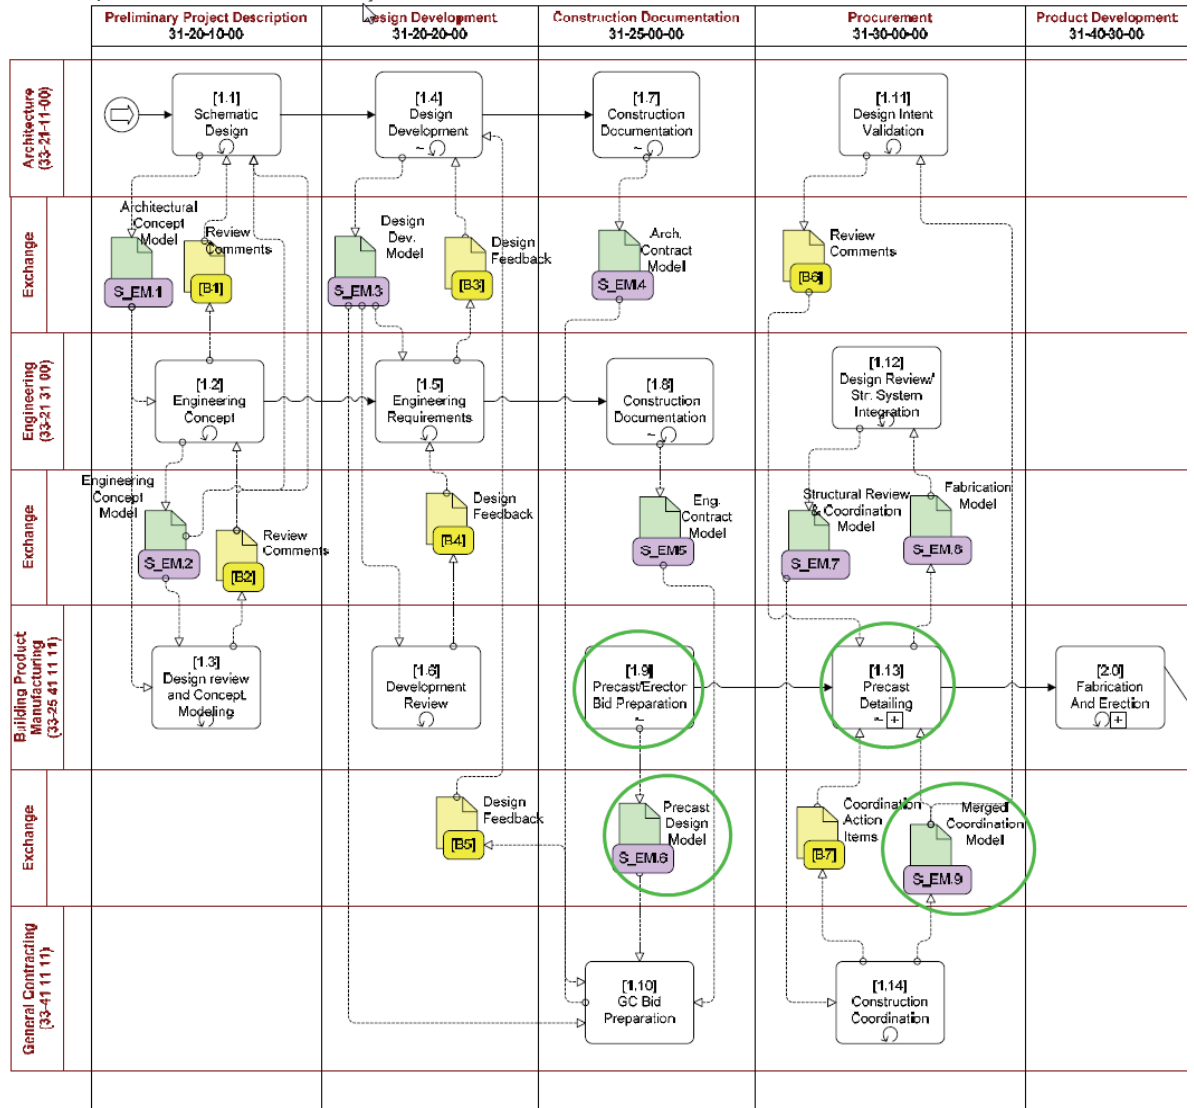 Preliminary Project Description
31-20-10-00
Design Development
31-20-20-00
Construction Documentation
31-25-00-00
Procurement
31-30-00-00
Product Development
31-40-30-00
Architecture
(33-21-11-00)
[1.1]
Schematic
Design
[1.4]
Design
Development
~
[1.7]
Construction
Documentation
~
[1.11]
Design Intent
Validation
Exchange
Architectural
Concept
Model
S_EM.1
Review
Comments
[B1]
Design
Dev.
Model
S_EM.3
Design
Feedback
[B3]
Arch.
Contract
Model
S_EM.4
Review
Comments
[B6]
Engineering
(33-21 31 00)
[1.2]
Engineering
Concept
[1.5]
Engineering
Requirements
[1.8]
Construction
Documentation
~
[1.12]
Design Review/
Str. System
Integration
Exchange
Engineering
Concept
Model
S_EM.2
Review
Comments
[B2]
Design
Feedback
[B4]
Eng.
Contract
Model
S_EM5
Structural Review
& Coordination
Model
S_EM.7
Fabrication
Model
S_EM.8
Building Product
Manufacturing
(33-25 41 11 11)
[1.3]
Design review
and Concept.
Modeling
[1.6]
Development
Review
[1.9]
Precast/Erector
Bid Preparation
~
[1.13]
Precast
Detailing
~ +
[2.0]
Fabrication
And Erection
+
Exchange
Design
Feedback
[B5]
Precast
Design
Model
S_EM.6
Coordination
Action
Items
[B7]
Merged
Coordination
Model
S_EM.9
General Contracting
(33-41 11 11)
[1.10]
GC Bid
Preparation
[1.14]
Construction
Coordination